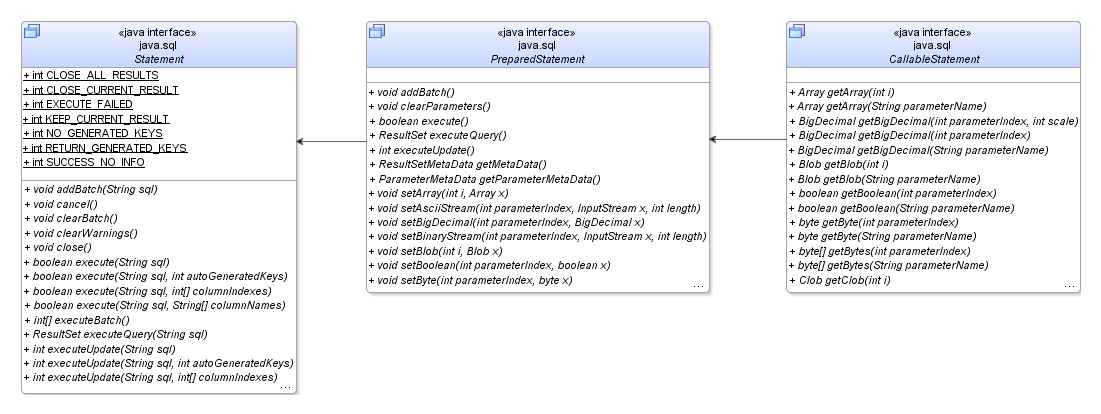 «java interface»
java.sql
Statement
+ int CLOSE_ALL_RESULTS
+ int CLOSE_CURRENT_RESULT
+ int EXECUTE_FAILED
+ int KEEP_CURRENT_RESULT
+ int NO_GENERATED_KEYS
+ int RETURN_GENERATED_KEYS
+ int SUCCESS_NO_INFO
+ void addBatch(String sql)
+ void cancel()
+ void clearBatch()
+ void clearWarnings()
+ void close()
+ boolean execute(String sql)
+ boolean execute(String sql, int autoGeneratedKeys)
+ boolean execute(String sql, int[] columnIndexes)
+ boolean execute(String sql, String[] columnNames)
+ int[] executeBatch()
+ ResultSet executeQuery(String sql)
+ int executeUpdate(String sql)
+ int executeUpdate(String sql, int autoGeneratedKeys)
+ int executeUpdate(String sql, int[] columnIndexes)
...
«java interface»
java.sql
PreparedStatement
+ void addBatch()
+ void clearParameters()
+ boolean execute()
+ ResultSet executeQuery()
+ int executeUpdate()
+ ResultSetMetaData getMetaData()
+ ParameterMetaData getParameterMetaData()
+ void setArray(int i, Array x)
+ void setAsciiStream(int parameterIndex, InputStream x, int length)
+ void setBigDecimal(int parameterIndex, BigDecimal x)
+ void setBinaryStream(int parameterIndex, InputStream x, int length)
+ void setBlob(int i, Blob x)
+ void setBoolean(int parameterIndex, boolean x)
+ void setByte(int parameterIndex, byte x)
...
«java interface»
java.sql
CallableStatement
+ Array getArray(int i)
+ Array getArray(String parameterName)
+ BigDecimal getBigDecimal(int parameterIndex, int scale)
+ BigDecimal getBigDecimal(int parameterIndex)
+ BigDecimal getBigDecimal(String parameterName)
+ Blob getBlob(int i)
+ Blob getBlob(String parameterName)
+ boolean getBoolean(int parameterIndex)
+ boolean getBoolean(String parameterName)
+ byte getByte(int parameterIndex)
+ byte getByte(String parameterName)
+ byte[] getBytes(int parameterIndex)
+ byte[] getBytes(String parameterName)
+ Clob getClob(int i)
...